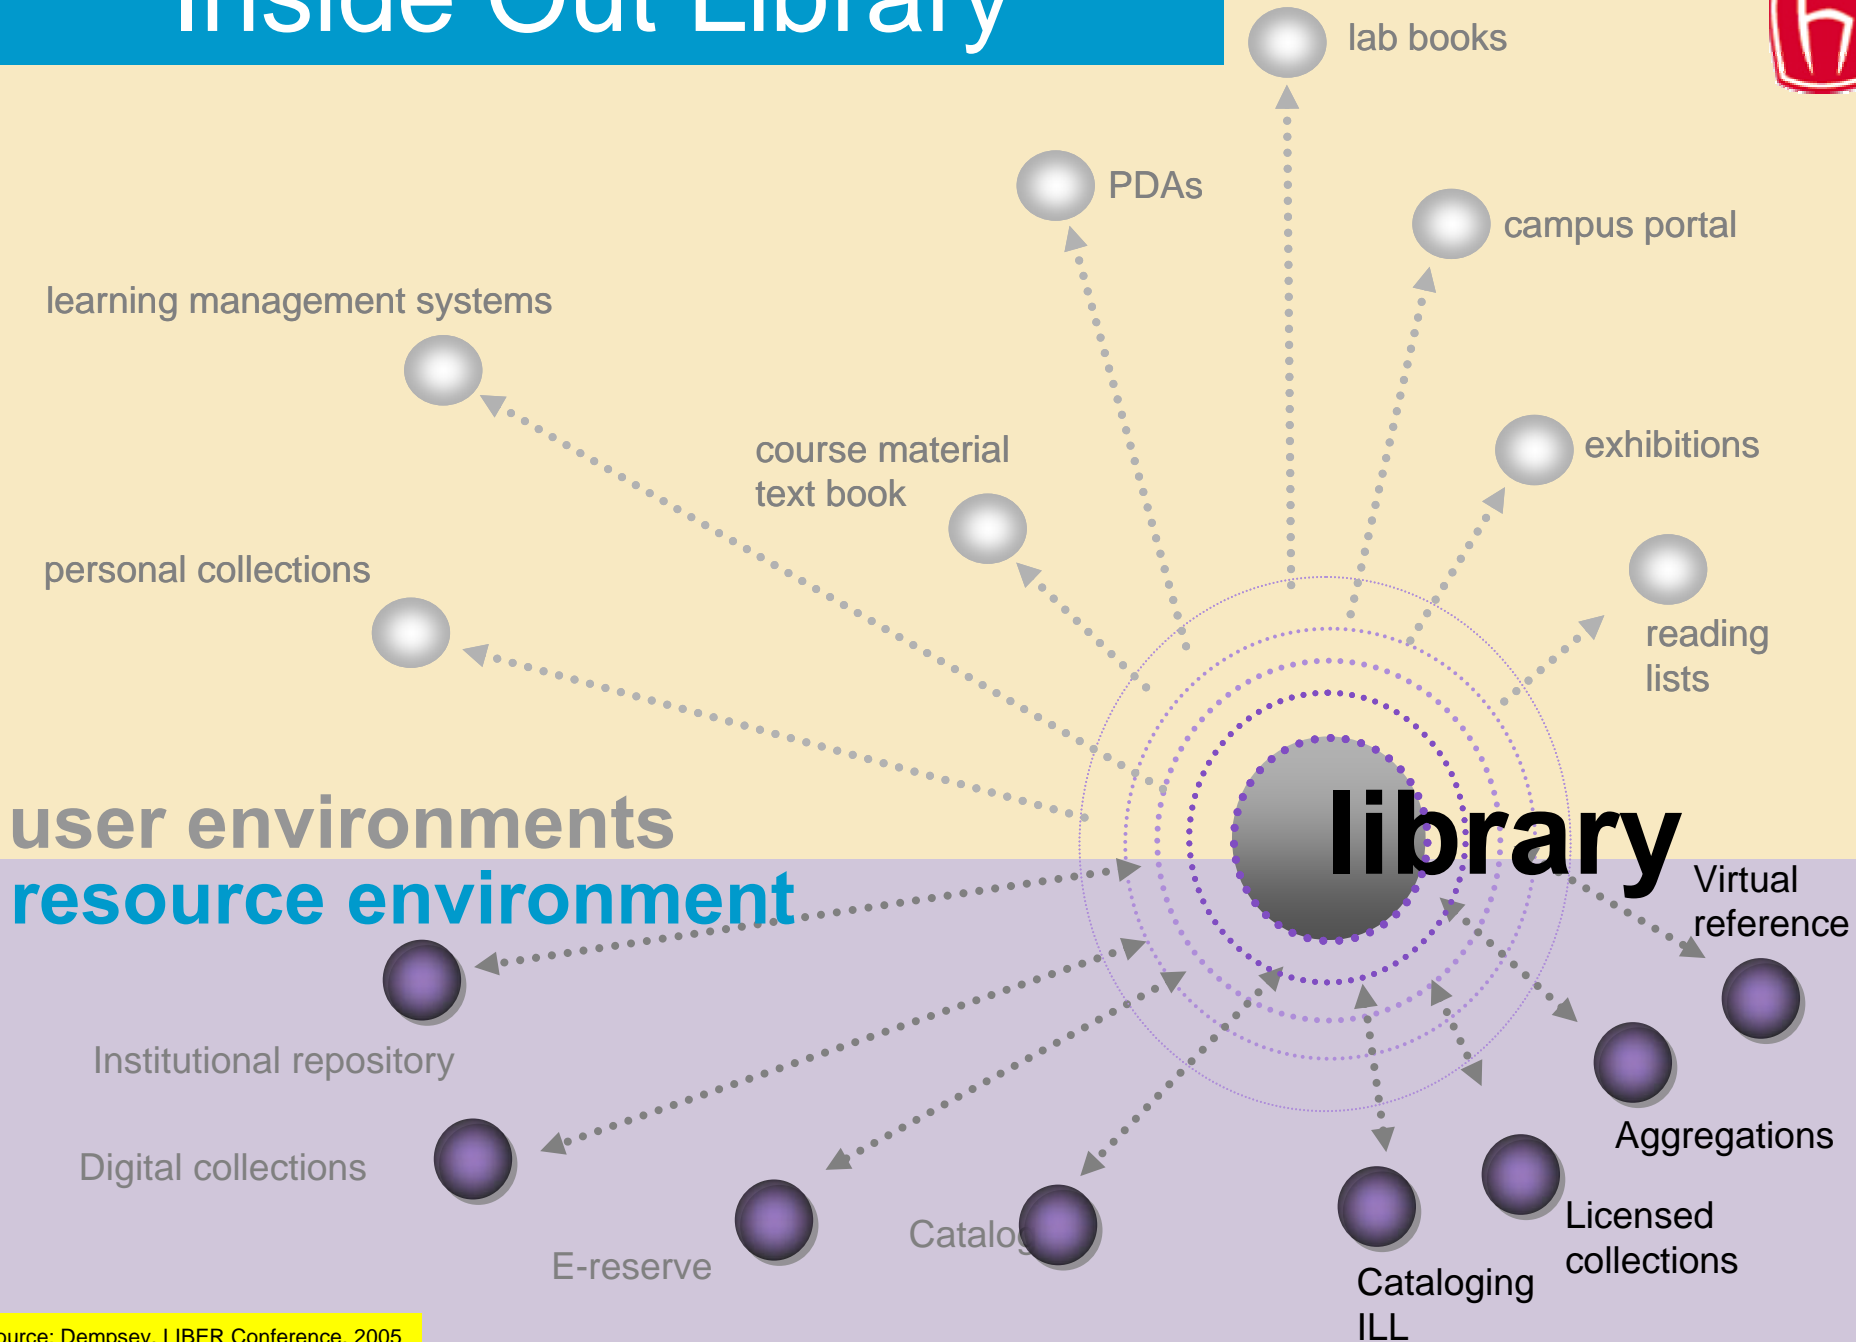 Inside Out Library
lab books
PDAs
campus portal
learning management systems
course material
text book
exhibitions
personal collections
reading
lists
user environments
library
resource environment
Virtual
reference
Institutional repository
Aggregations
Digital collections
Licensed
collections
Catalog
E-reserve
Cataloging
ILL
ource: Dempsey, LIBER Conference, 2005